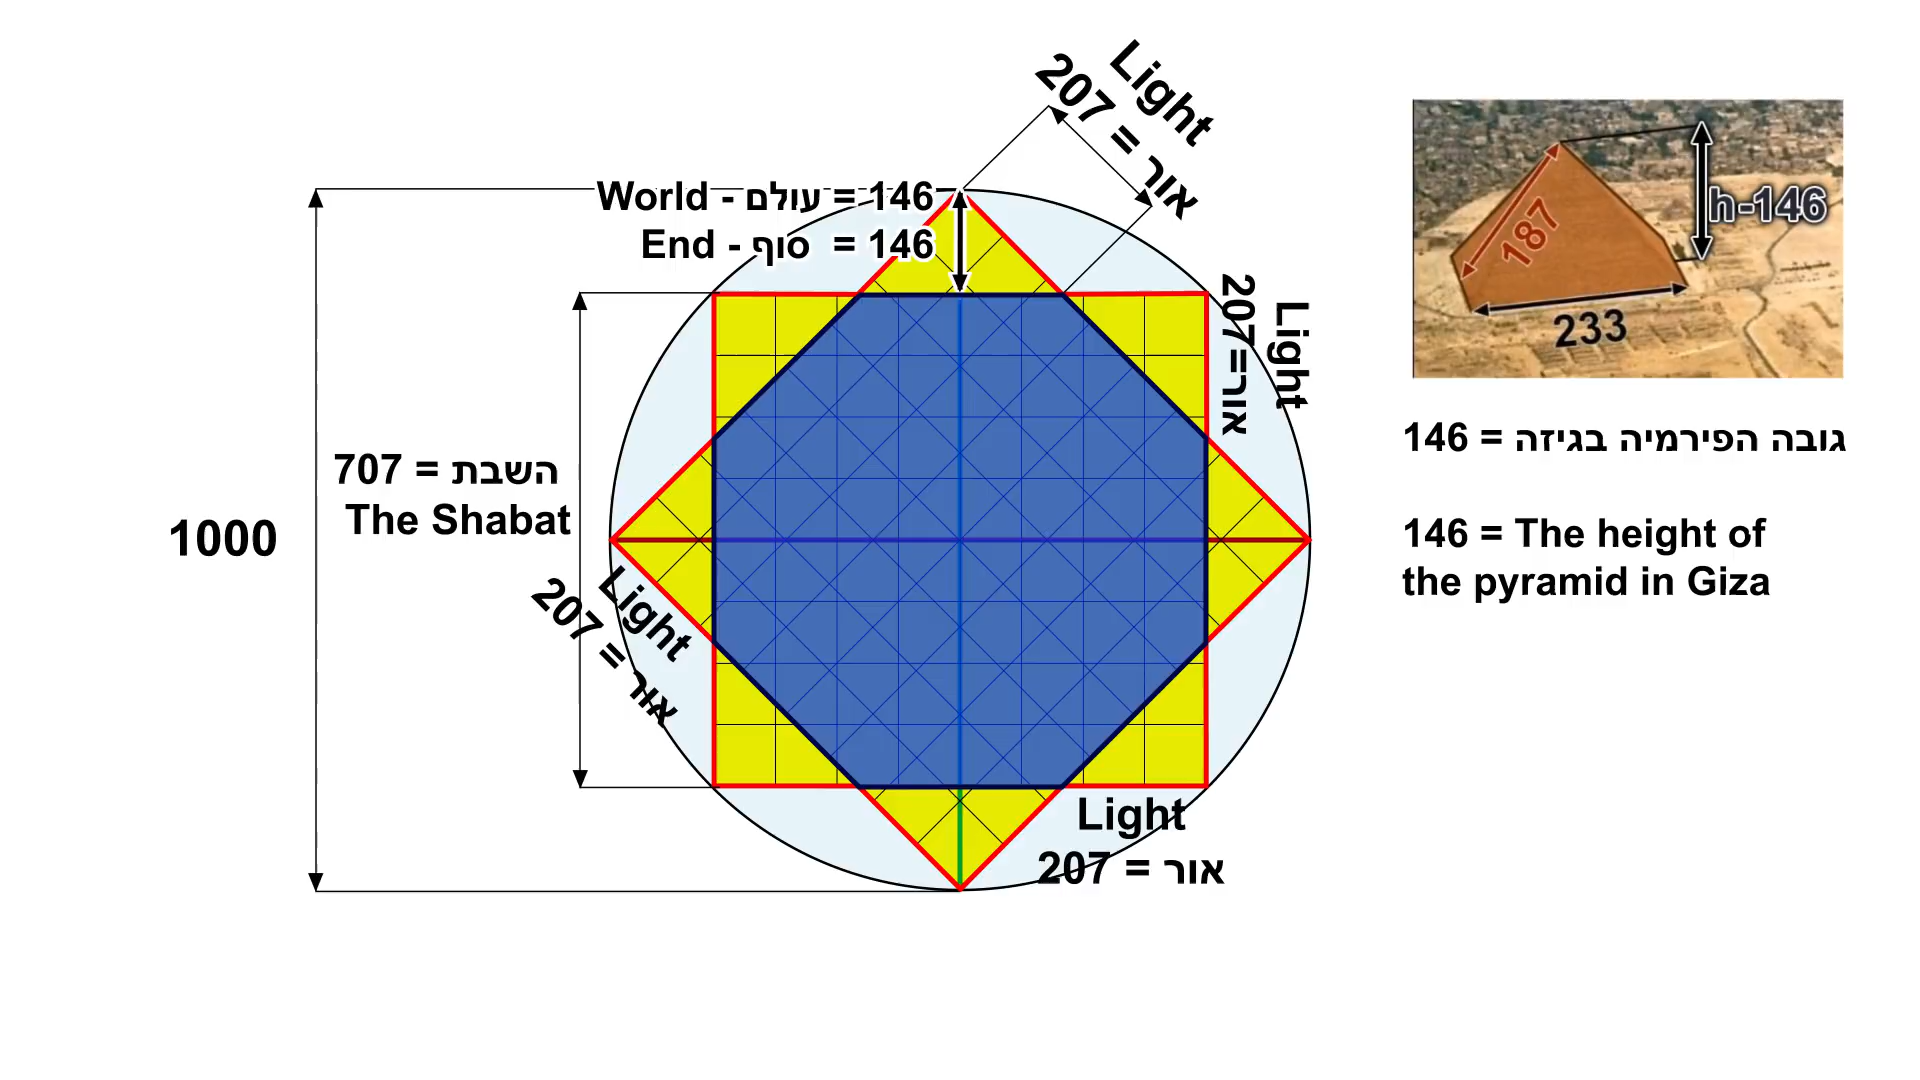 Light
207 = אור
World - עולם = 146
End - סוף = 146
207=אור
Light
707 = השבת
The Shabat
1000
Light
207 = אור
Light
207 = אור
187
h-146
233
146 = גובה הפירמיה בגיזה
146 = The height of
the pyramid in Giza